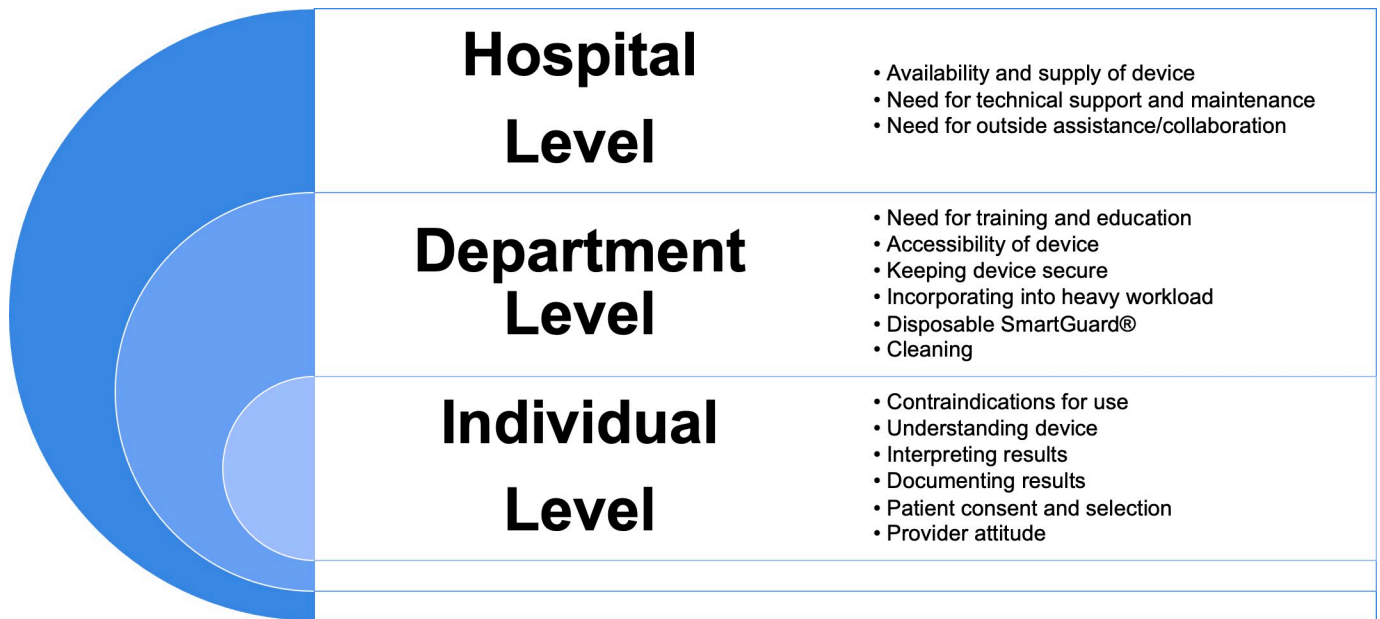 Hospital
Level
• Availability and supply of device
• Need for technical support and maintenance
• Need for outside assistance/collaboration
Department
Level
• Need for training and education
• Accessibility of device
• Keeping device secure
• Incorporating into heavy workload
• Disposable SmartGuard®
• Cleaning
Individual
Level
• Contraindications for use
• Understanding device
• Interpreting results
• Documenting results
• Patient consent and selection
• Provider attitude